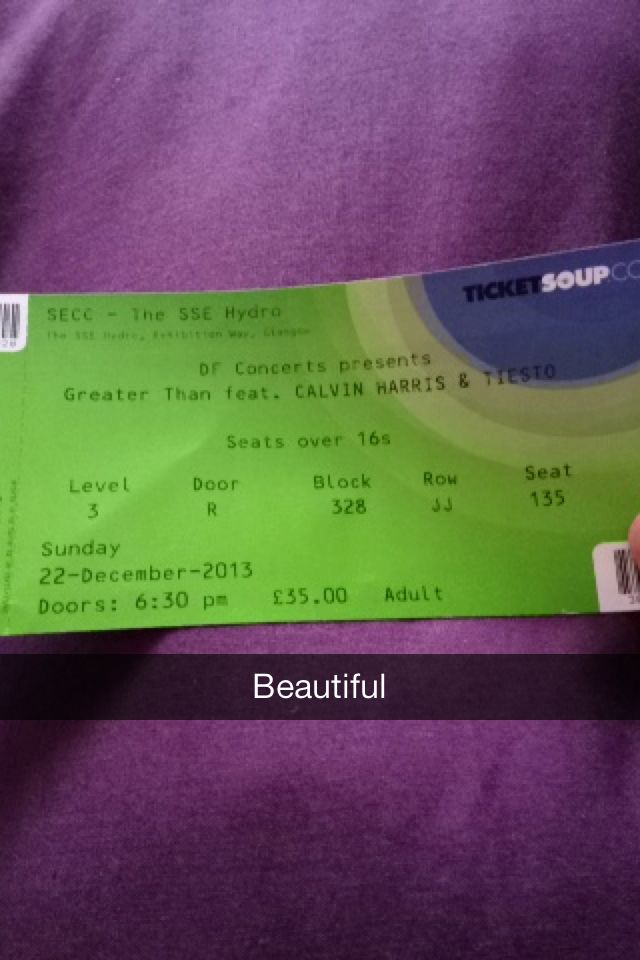 TICKETSOUP.CO
SECC - The SSE Hydro
The SSE Hydro, Exhibition Way, Glasgow
DF Concerts presents
Greater Than feat. CALVIN HARRIS & TIESTO
Seats over 16s
Level Door Block Row Seat
3 R 328 JJ 135
Sunday
22-December-2013
Doors: 6:30 pm £35.00 Adult
Beautiful